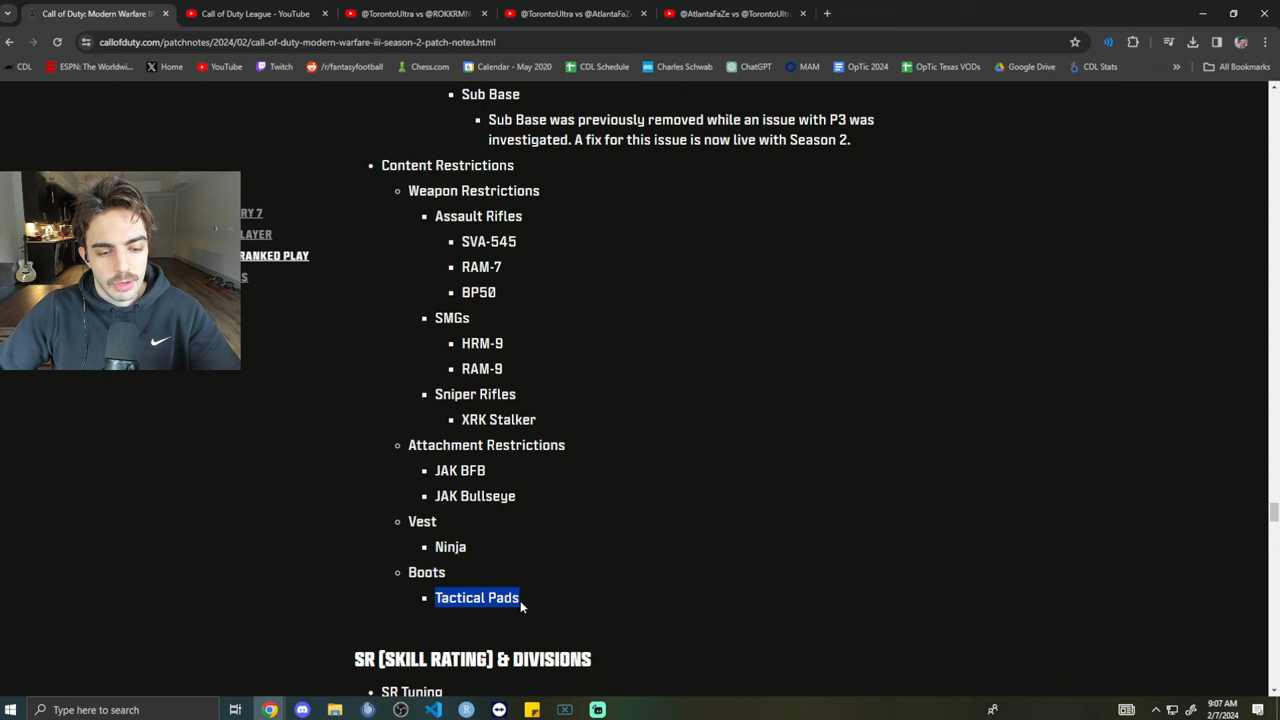 Call of Duty: Modern Warfare II
Call of Duty League - YouTube
@TorontoUltra vs @ROKKRMN
@TorontoUltra vs @AtlantaFaZe
@AtlantaFaZe vs @TorontoUltra
callofduty.com/patchnotes/2024/02/call-of-duty-modern-warfare-iii-season-2-patch-notes.html
CDL
ESPN: The Worldwi...
Home
YouTube
Twitch
/r/fantasyfootball
Chess.com
Calendar - May 2020
CDL Schedule
Charles Schwab
ChatGPT
MAM
OpTic 2024
OpTic Texas VODs
Google Drive
CDL Stats
All Bookmarks
Sub Base
Sub Base was previously removed while an issue with P3 was
investigated. A fix for this issue is now live with Season 2.
Content Restrictions
Weapon Restrictions
Assault Rifles
SVA-545
RAM-7
BP50
SMGs
HRM-9
RAM-9
Sniper Rifles
XRK Stalker
Attachment Restrictions
JAK BFB
JAK Bullseye
Vest
Ninja
Boots
Tactical Pads
SR (SKILL RATING) & DIVISIONS
SR Tuning
RY 7
LAYER
RANKED PLAY
S
Type here to search
9:07 AM
2/7/2024